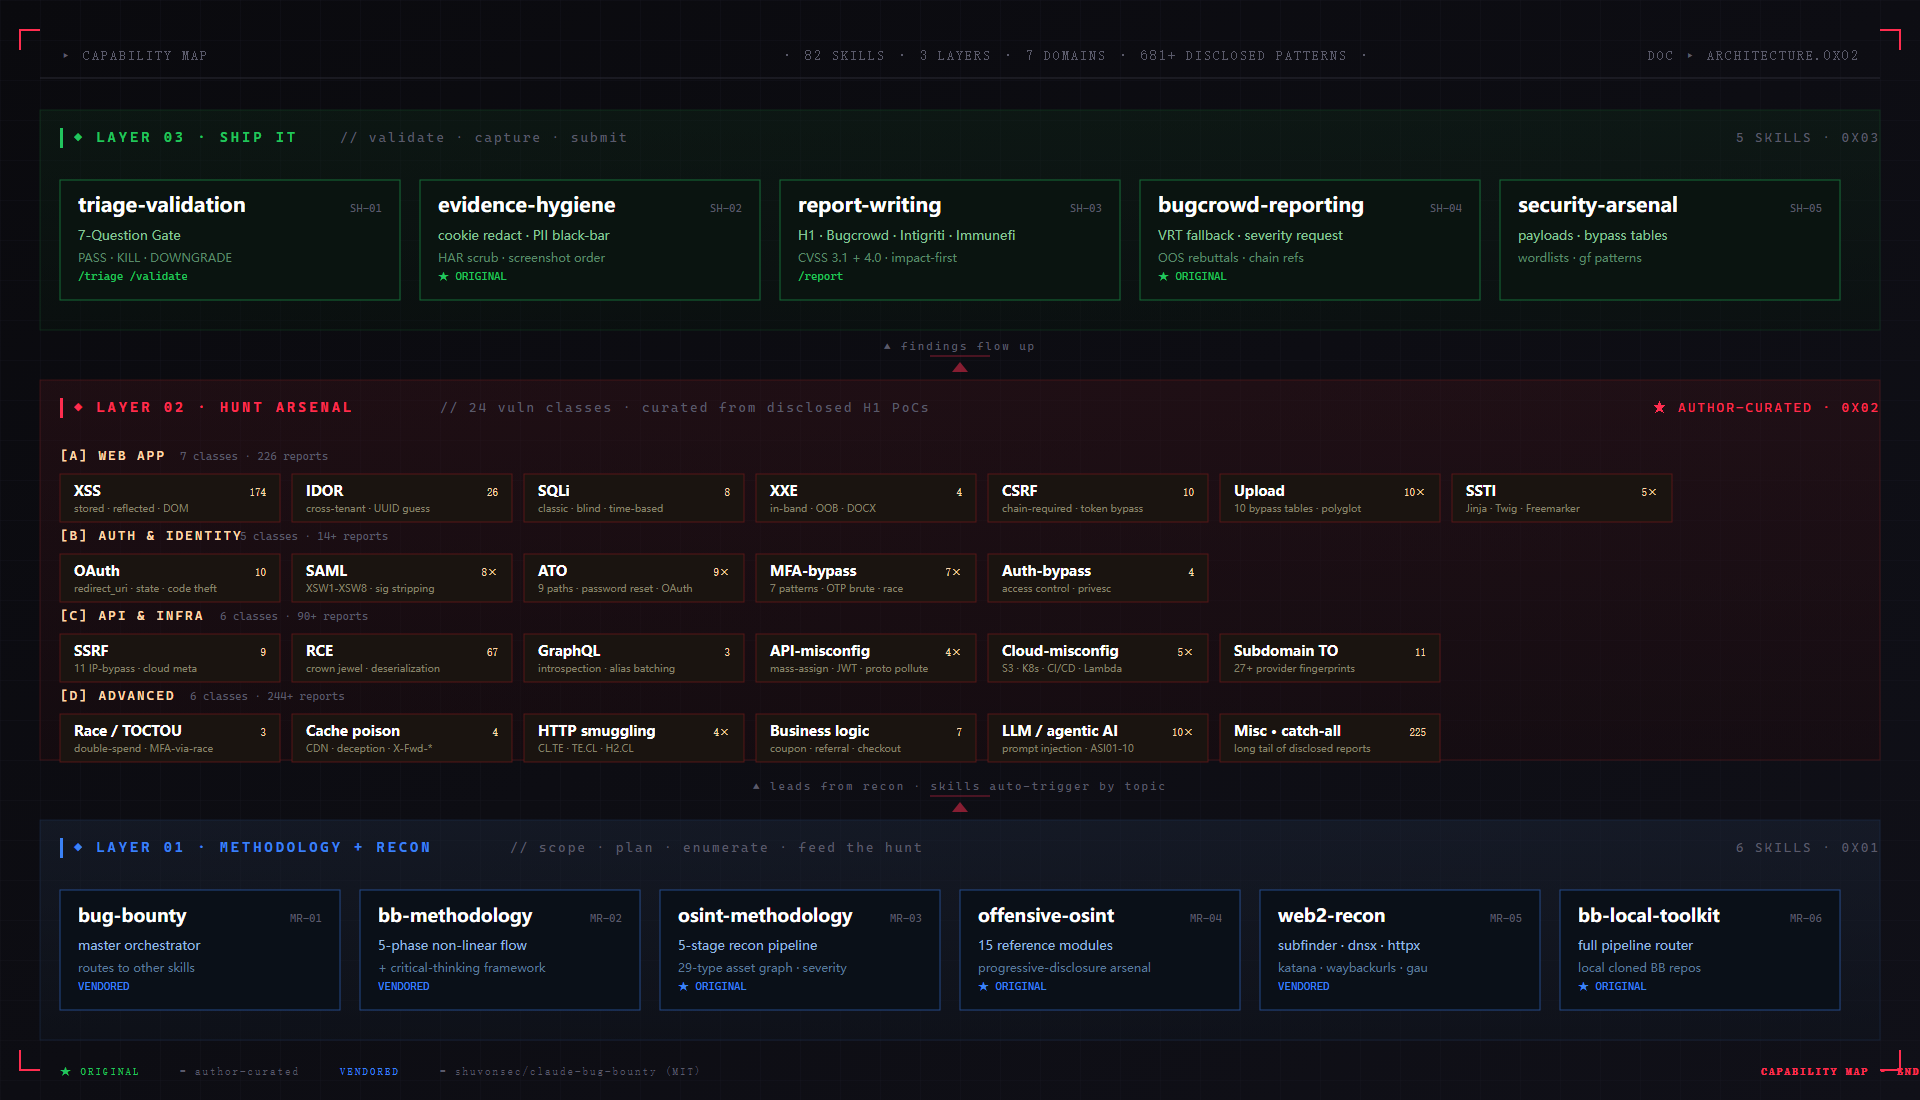 ▸ CAPABILITY MAP
· 82 SKILLS · 3 LAYERS · 7 DOMAINS · 681+ DISCLOSED PATTERNS ·
DOC ▸ ARCHITECTURE.0X02
◆ LAYER 03 · SHIP IT
// validate · capture · submit
5 SKILLS · 0X03
triage-validation
SH-01
7-Question Gate
PASS · KILL · DOWNGRADE
/triage /validate
evidence-hygiene
SH-02
cookie redact · PII black-bar
HAR scrub · screenshot order
★ ORIGINAL
report-writing
SH-03
H1 · Bugcrowd · Intigriti · Immunefi
CVSS 3.1 + 4.0 · impact-first
/report
bugcrowd-reporting
SH-04
VRT fallback · severity request
OOS rebuttals · chain refs
★ ORIGINAL
security-arsenal
SH-05
payloads · bypass tables
wordlists · gf patterns
▲ findings flow up
◆ LAYER 02 · HUNT ARSENAL
// 24 vuln classes · curated from disclosed H1 PoCs
★ AUTHOR-CURATED · 0X02
[A] WEB APP
7 classes · 226 reports
XSS
174
stored · reflected · DOM
IDOR
26
cross-tenant · UUID guess
SQLi
8
classic · blind · time-based
XXE
4
in-band · OOB · DOCX
CSRF
10
chain-required · token bypass
Upload
10×
10 bypass tables · polyglot
SSTI
5×
Jinja · Twig · Freemarker
[B] AUTH & IDENTITY
5 classes · 14+ reports
OAuth
10
redirect_uri · state · code theft
SAML
8×
XSW1-XSW8 · sig stripping
ATO
9×
9 paths · password reset · OAuth
MFA-bypass
7×
7 patterns · OTP brute · race
Auth-bypass
4
access control · privesc
[C] API & INFRA
6 classes · 90+ reports
SSRF
9
11 IP-bypass · cloud meta
RCE
67
crown jewel · deserialization
GraphQL
3
introspection · alias batching
API-misconfig
4×
mass-assign · JWT · proto pollute
Cloud-misconfig
5×
S3 · K8s · CI/CD · Lambda
Subdomain TO
11
27+ provider fingerprints
[D] ADVANCED
6 classes · 244+ reports
Race / TOCTOU
3
double-spend · MFA-via-race
Cache poison
4
CDN · deception · X-Fwd-*
HTTP smuggling
4×
CL.TE · TE.CL · H2.CL
Business logic
7
coupon · referral · checkout
LLM / agentic AI
10×
prompt injection · ASI01-10
Misc • catch-all
225
long tail of disclosed reports
▲ leads from recon · skills auto-trigger by topic
◆ LAYER 01 · METHODOLOGY + RECON
// scope · plan · enumerate · feed the hunt
6 SKILLS · 0X01
bug-bounty
MR-01
master orchestrator
routes to other skills
VENDORED
bb-methodology
MR-02
5-phase non-linear flow
+ critical-thinking framework
VENDORED
osint-methodology
MR-03
5-stage recon pipeline
29-type asset graph · severity
★ ORIGINAL
offensive-osint
MR-04
15 reference modules
progressive-disclosure arsenal
★ ORIGINAL
web2-recon
MR-05
subfinder · dnsx · httpx
katana · waybackurls · gau
VENDORED
bb-local-toolkit
MR-06
full pipeline router
local cloned BB repos
★ ORIGINAL
★ ORIGINAL
= author-curated
VENDORED
= shuvonsec/claude-bug-bounty (MIT)
CAPABILITY MAP — END